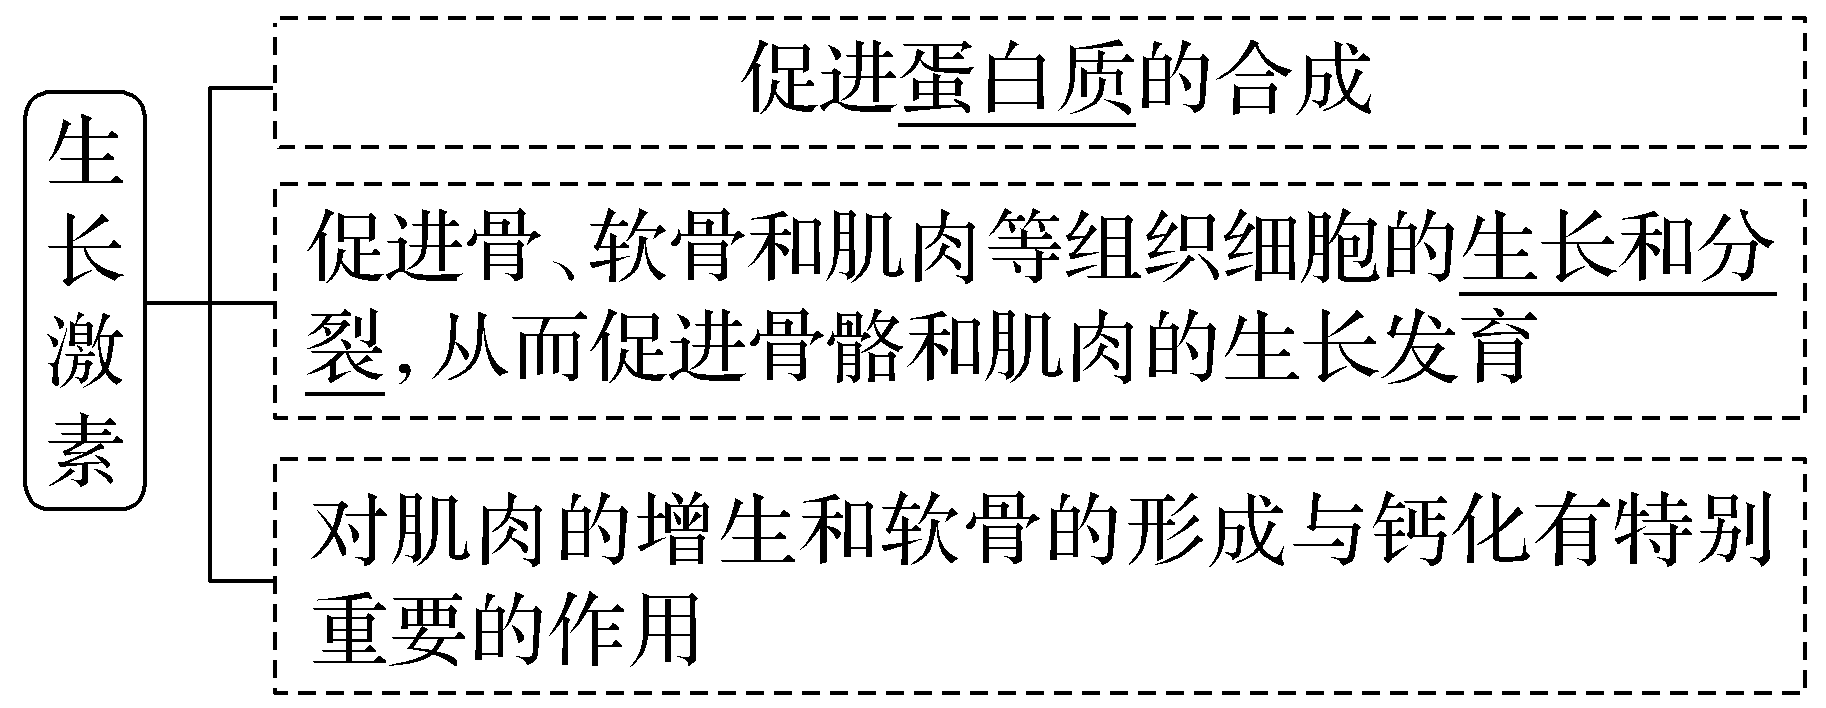 生长激素
促进蛋白质的合成
促进骨、软骨和肌肉等组织细胞的生长和分
裂,从而促进骨骼和肌肉的生长发育
对肌肉的增生和软骨的形成与钙化有特别
重要的作用